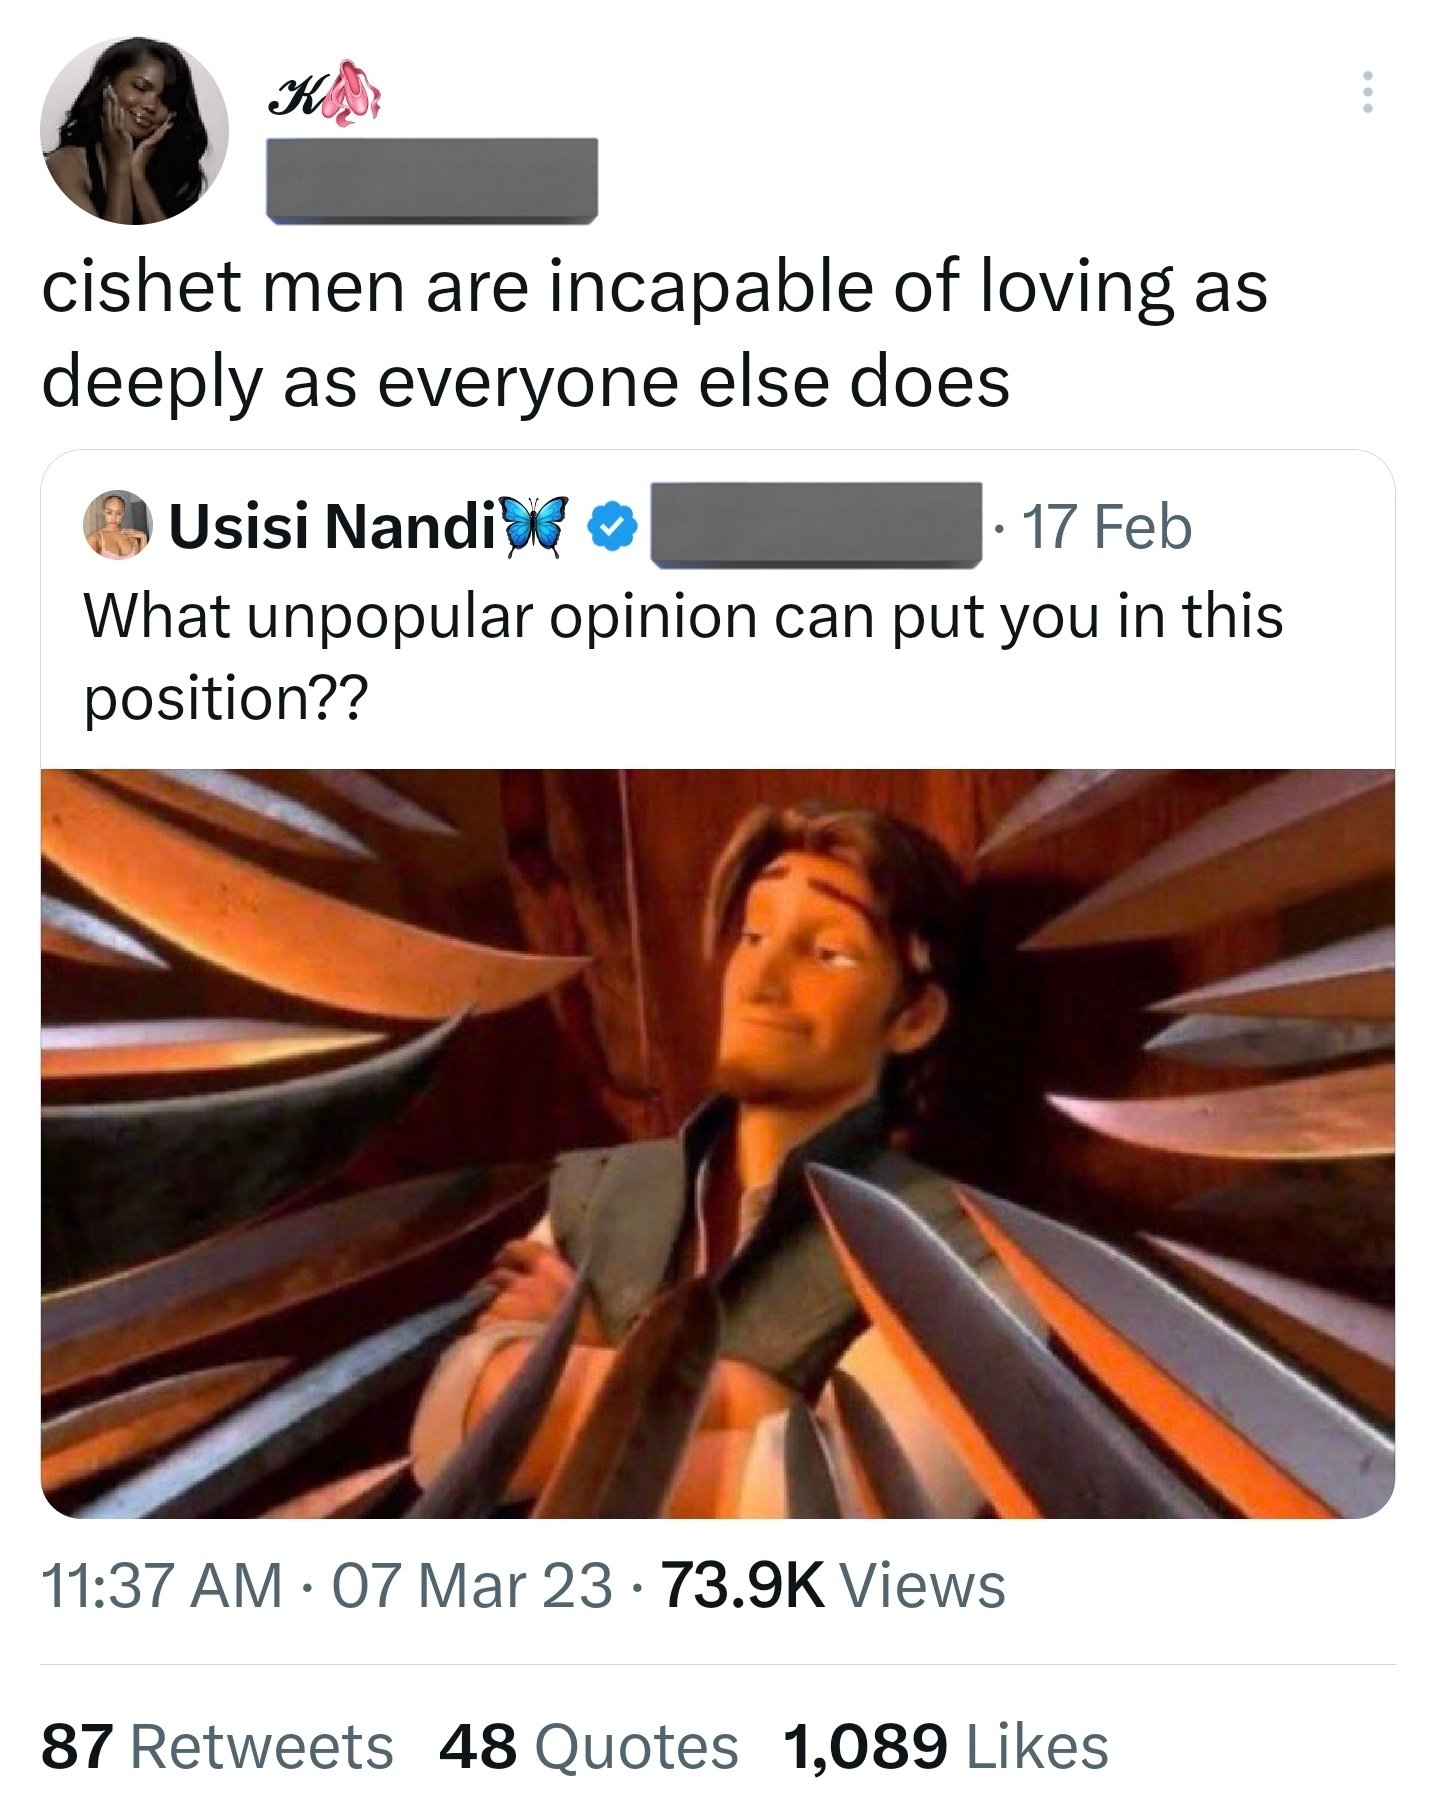 𝒦🩰
cishet men are incapable of loving as
deeply as everyone else does
Usisi Nandi🦋 · 17 Feb
What unpopular opinion can put you in this
position??
11:37 AM · 07 Mar 23 · 73.9K Views
87 Retweets 48 Quotes 1,089 Likes